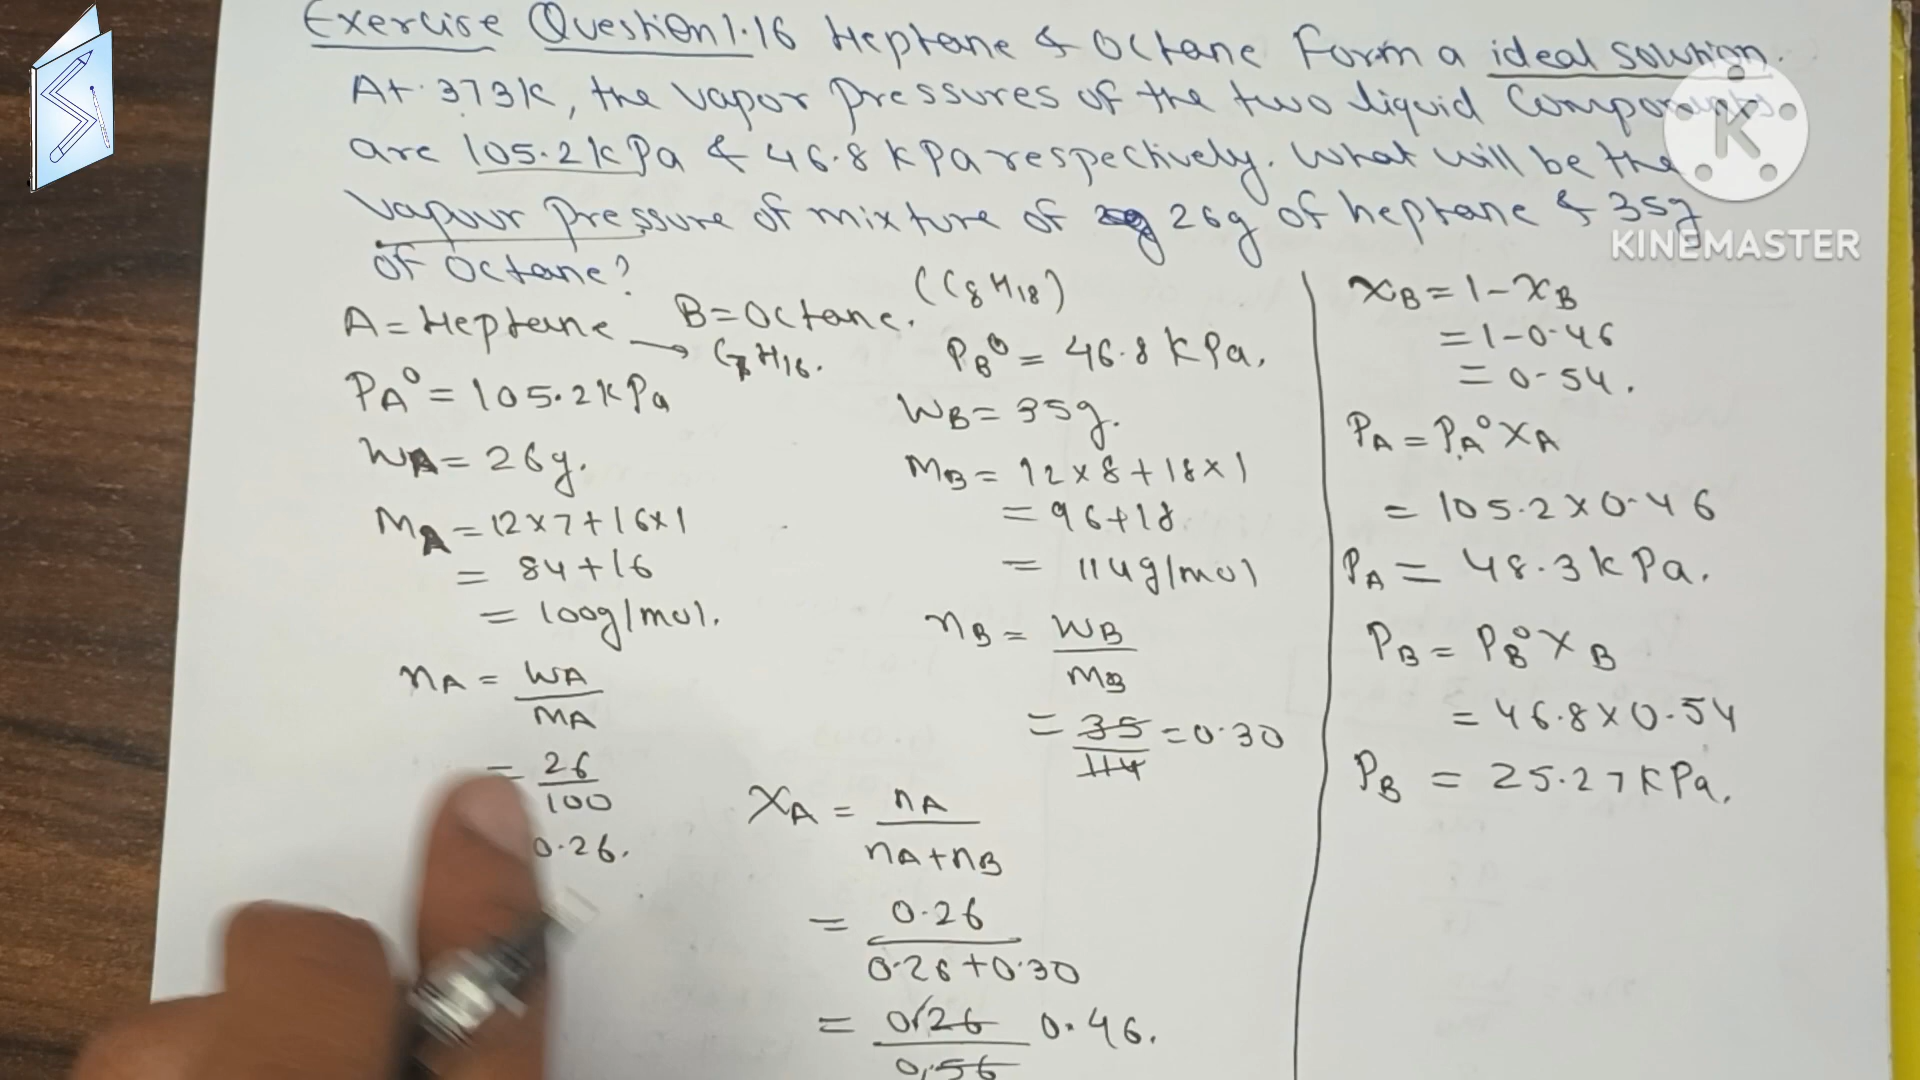 Exercise Question 1.16 Heptane & Octane Form a ideal solution.
At 373K, the vapor pressures of the two liquid Components
are 105.2 kPa & 46.8 kPa respectively. What will be the
vapour pressure of mixture of 26g of heptane & 35g
of Octane?
KINEMASTER
A = Heptane → C7H16.
PA° = 105.2 kPa
WA = 26g.
MA = 12×7+16×1
= 84+16
= 100g/mol.
nA = WA/MA
= 26/100
0.26.
B = Octane. (C8H18)
PB° = 46.8 kPa.
WB = 35g.
MB = 12×8+18×1
= 96+18
= 114g/mol
nB = WB/MB
= 35/114 = 0.30
XA = nA/nA+nB
= 0.26/0.26+0.30
= 0.26/0.56 0.46.
XB = 1-XB
= 1-0.46
= 0.54.
PA = PA° XA
= 105.2×0.46
PA = 48.3 kPa.
PB = PB° XB
= 46.8×0.54
PB = 25.27 kPa.